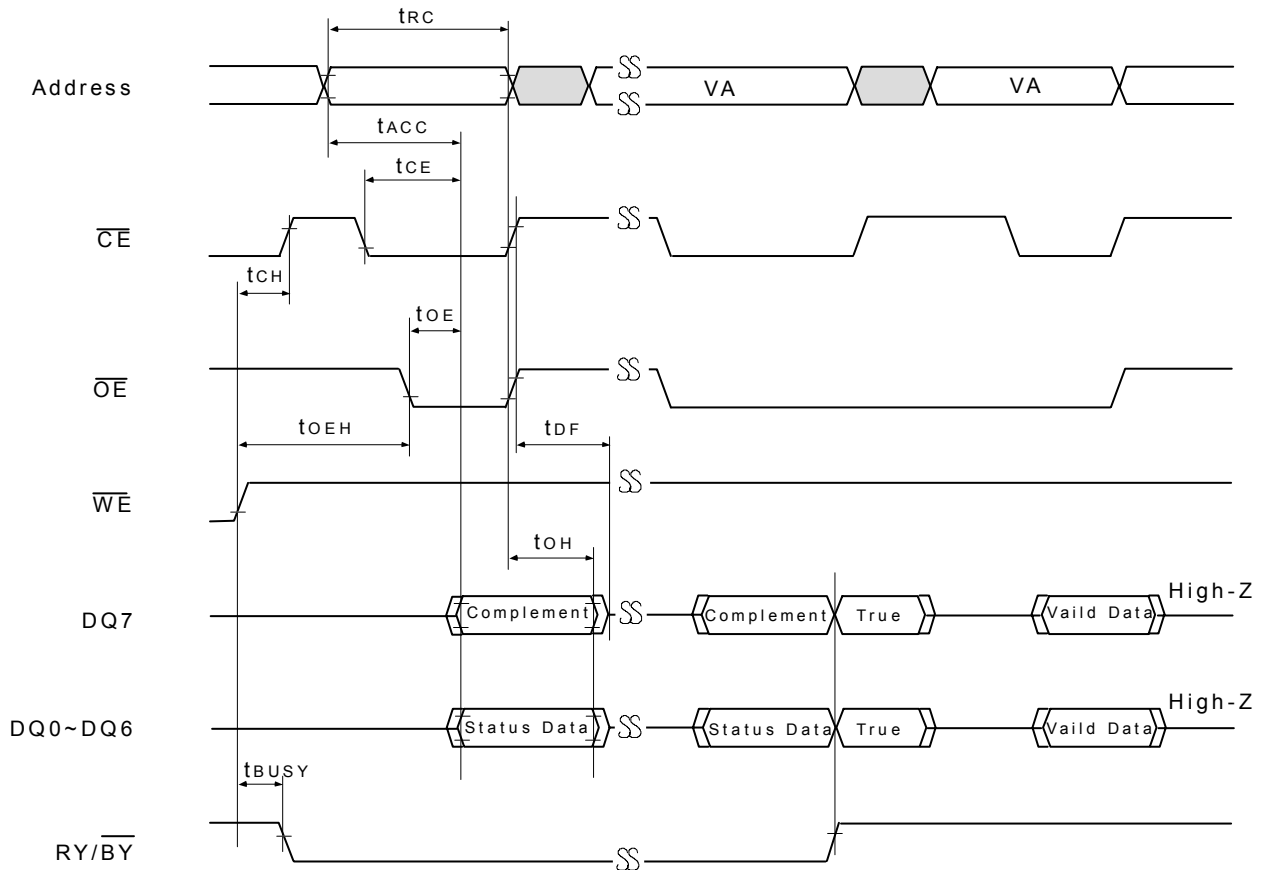 tRC
Address
VA
VA
tACC
tCE
CE
tCH
tOE
OE
tOEH
tDF
WE
tOH
DQ7
Complement
Complement
True
Vaild Data
High-Z
DQ0~DQ6
Status Data
Status Data
True
Vaild Data
High-Z
tBUSY
RY/BY